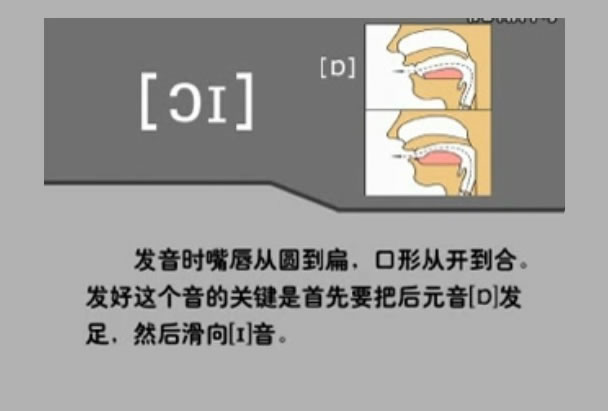 [ɔɪ]
[ɒ]
发音时嘴唇从圆到扁，口形从开到合。
发好这个音的关键是首先要把后元音[ɒ]发
足，然后滑向[ɪ]音。